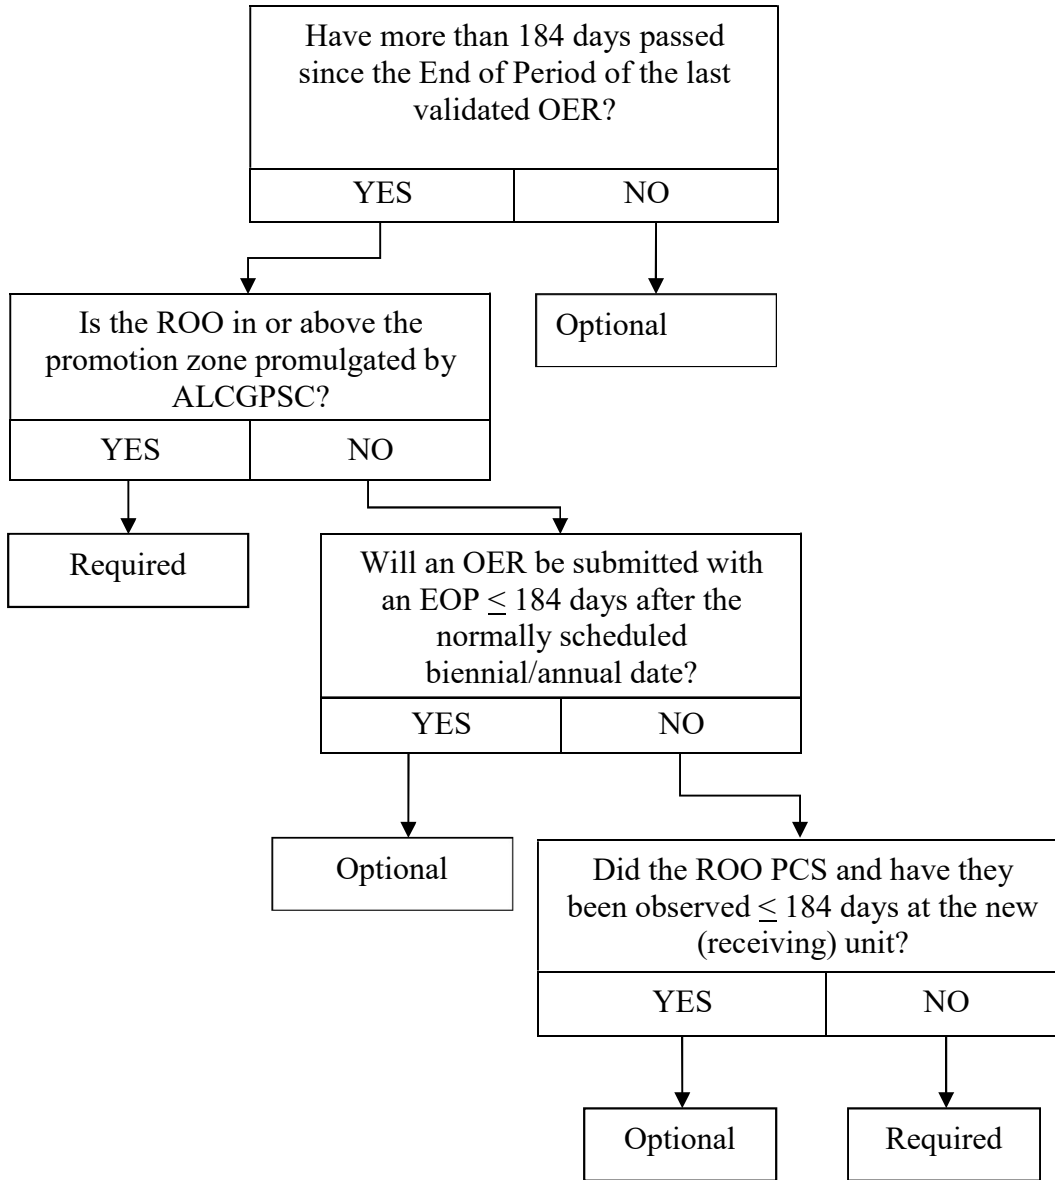 Have more than 184 days passed
since the End of Period of the last
validated OER?
YES
NO
Is the ROO in or above the
promotion zone promulgated by
ALCGPSC?
Optional
YES
NO
Required
Will an OER be submitted with
an EOP ≤ 184 days after the
normally scheduled
biennial/annual date?
YES
NO
Optional
Did the ROO PCS and have they
been observed ≤ 184 days at the new
(receiving) unit?
YES
NO
Optional
Required